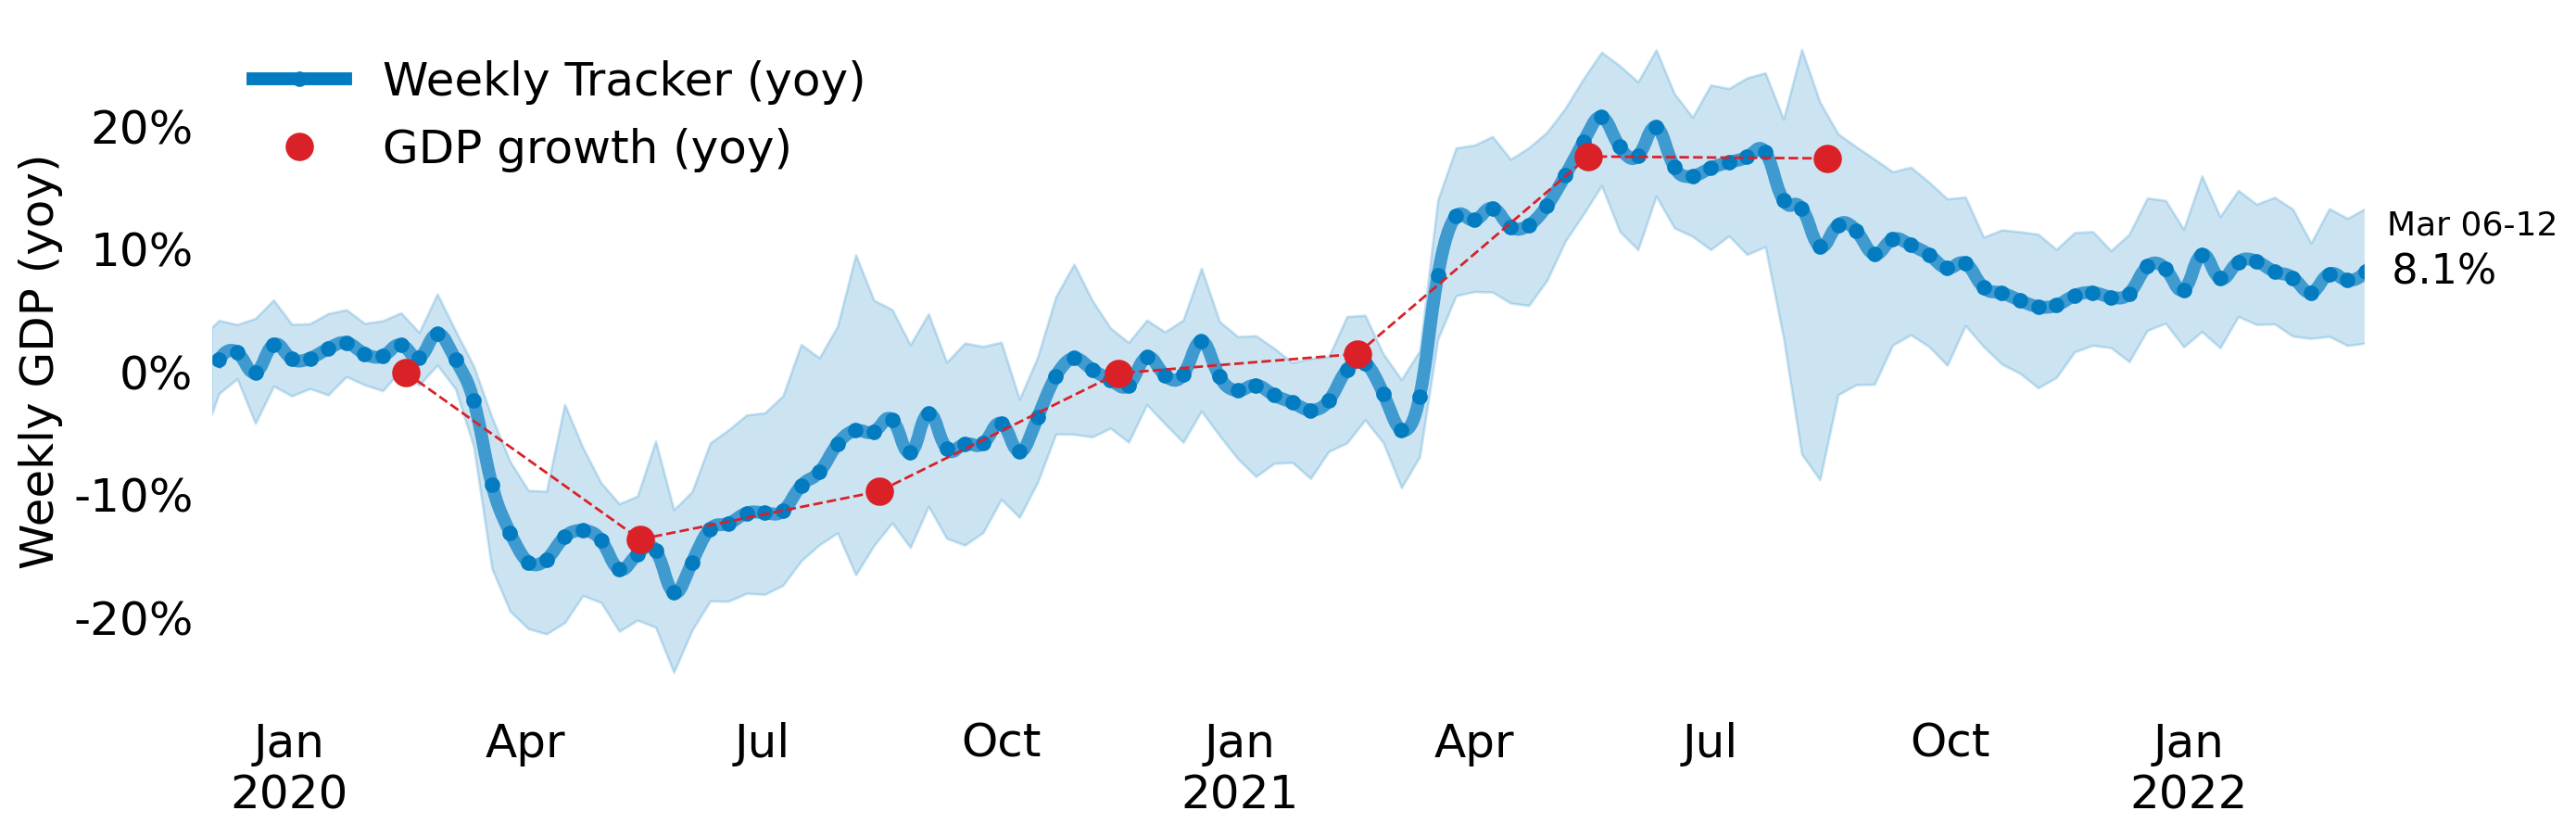 Weekly Tracker (yoy)
GDP growth (yoy)
Weekly GDP (yoy)
20%
10%
0%
-10%
-20%
Mar 06-12
8.1%
Jan Apr Jul Oct Jan Apr Jul Oct Jan
2020 2021 2022